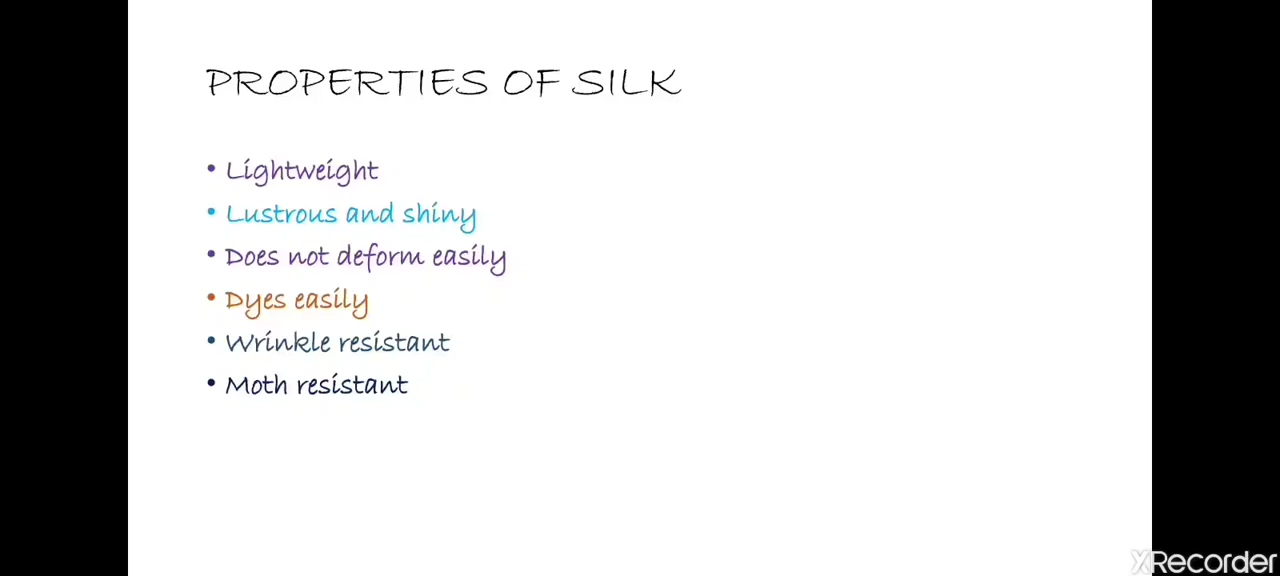 PROPERTIES OF SILK
• Lightweight
• Lustrous and shiny
• Does not deform easily
• Dyes easily
• Wrinkle resistant
• Moth resistant
XRecorder